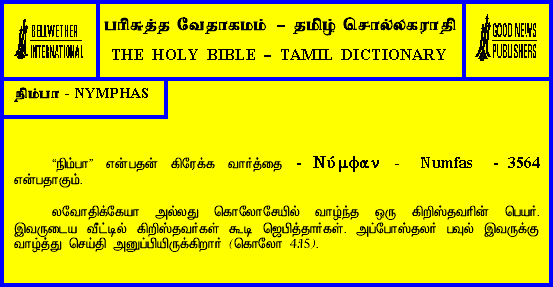 BELLWETHER
INTERNATIONAL
பரிசுத்த வேதாகமம் – தமிழ் சொல்லகராதி
THE HOLY BIBLE – TAMIL DICTIONARY
GOOD NEWS
PUBLISHERS
நிம்பா - NYMPHAS
“நிம்பா” என்பதன் கிரேக்க வார்த்தை - Νύμφαν - Numfas - 3564
என்பதாகும்.
லவோதிக்கேயா அல்லது கொலோசேயில் வாழ்ந்த ஒரு கிறிஸ்தவரின் பெயர்.
இவருடைய வீட்டில் கிறிஸ்தவர்கள் கூடி ஜெபித்தார்கள். அப்போஸ்தலர் பவுல் இவருக்கு
வாழ்த்து செய்தி அனுப்பியிருக்கிறார் (கொலோ 4:15).